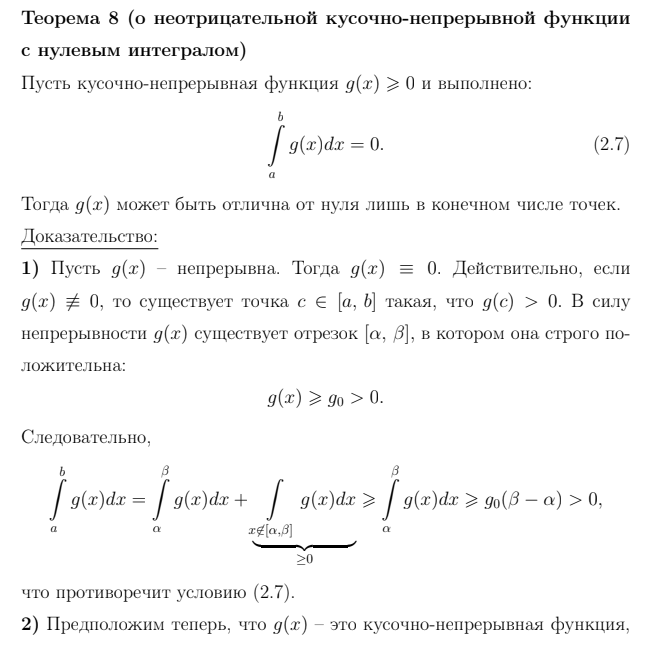 Теорема 8 (о неотрицательной кусочно-непрерывной функции
с нулевым интегралом)
Пусть кусочно-непрерывная функция g(x) ⩾ 0 и выполнено:
∫_a^b g(x)dx = 0. (2.7)
Тогда g(x) может быть отлична от нуля лишь в конечном числе точек.
Доказательство:
1) Пусть g(x) – непрерывна. Тогда g(x) ≡ 0. Действительно, если
g(x) ≢ 0, то существует точка c ∈ [a, b] такая, что g(c) > 0. В силу
непрерывности g(x) существует отрезок [α, β], в котором она строго по-
ложительна:
g(x) ⩾ g₀ > 0.
Следовательно,
∫_a^b g(x)dx = ∫_α^β g(x)dx + ∫_{x∉[α,β]} g(x)dx ⩾ ∫_α^β g(x)dx ⩾ g₀(β − α) > 0,
≥0
что противоречит условию (2.7).
2) Предположим теперь, что g(x) – это кусочно-непрерывная функция,